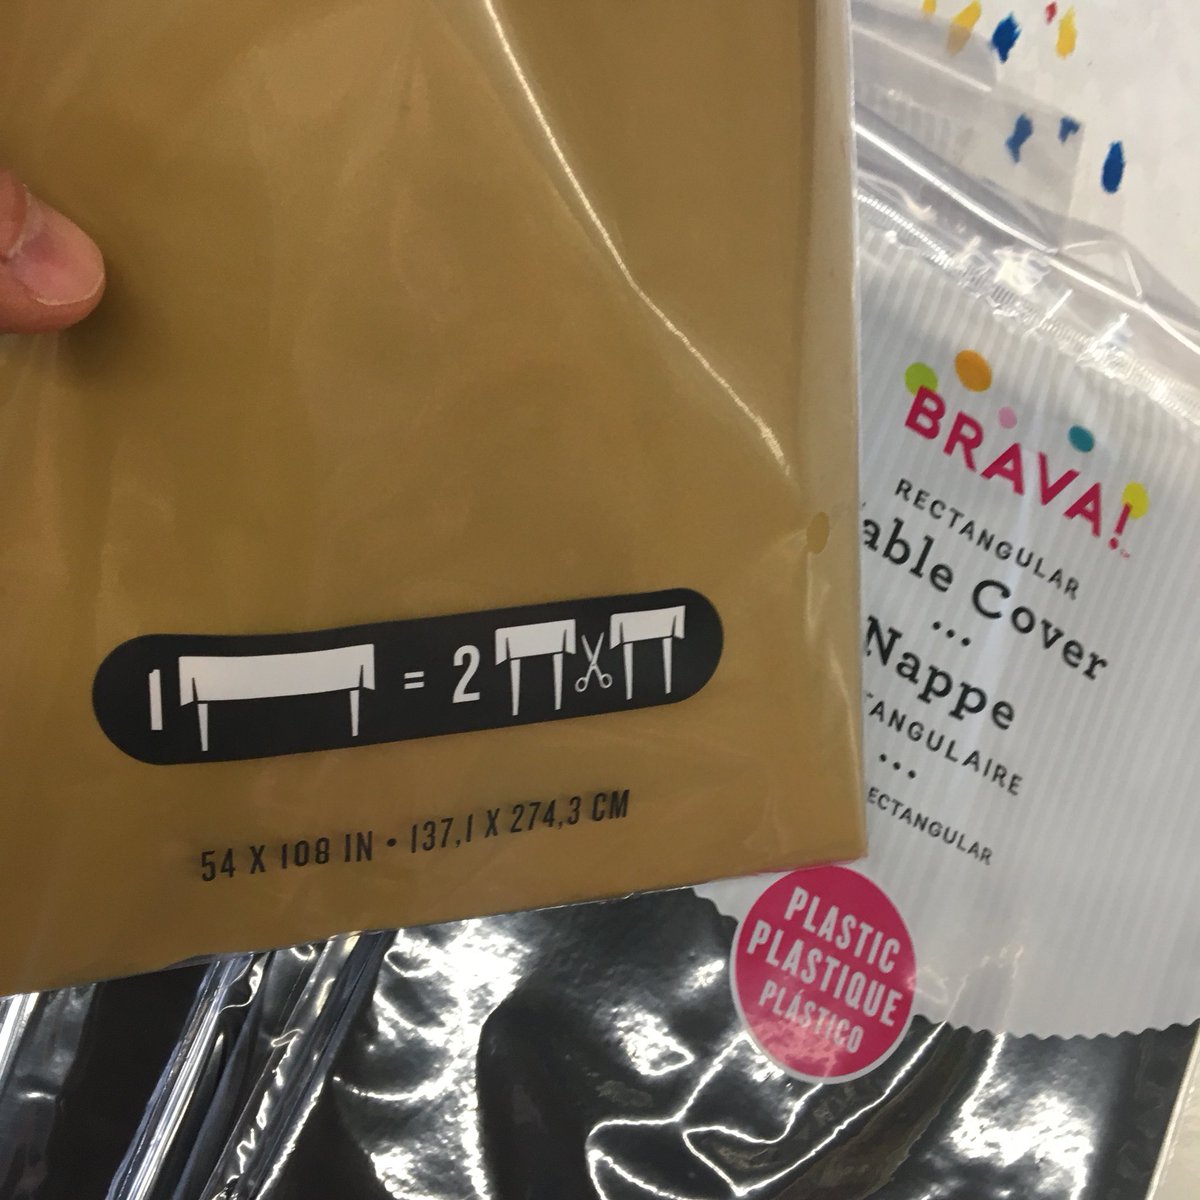 1 = 2
54 X 108 IN • 137,1 X 274,3 CM
BRAVA!
RECTANGULAR
able Cover
Nappe
TANGULAIRE
ECTANGULAR
PLASTIC
PLASTIQUE
PLÁSTICO